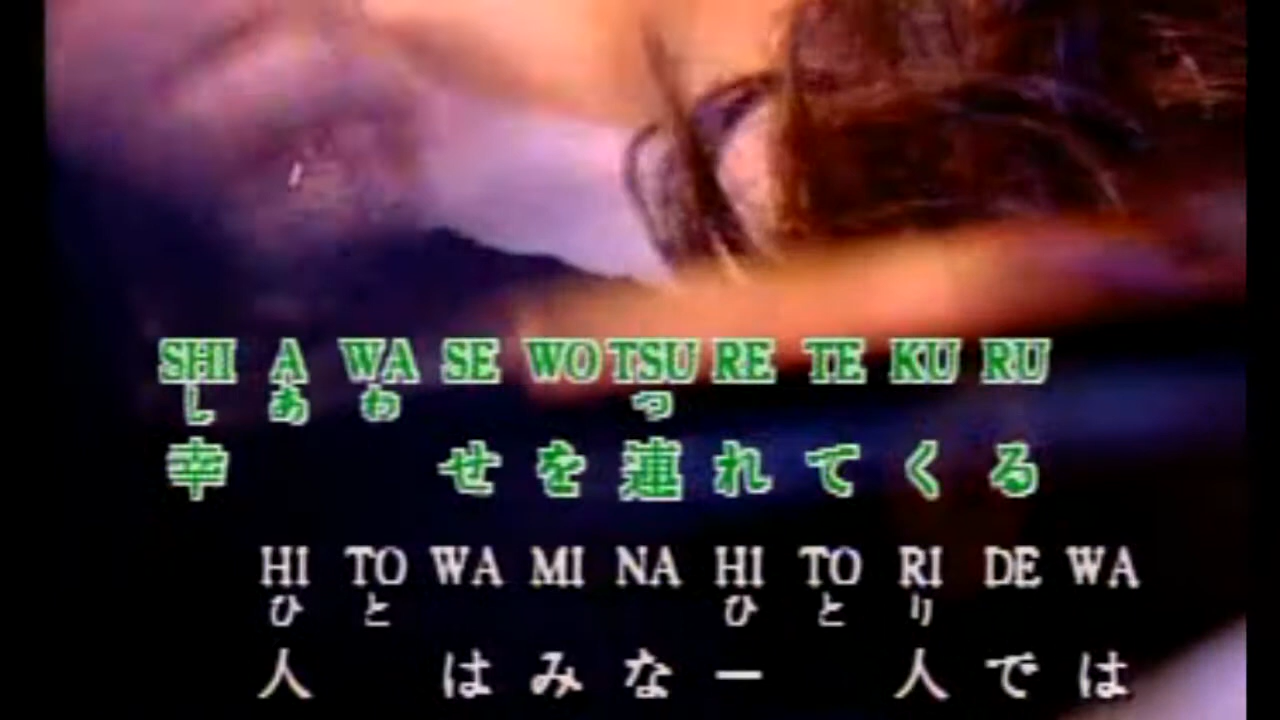 SHI A WA SE WO TSU RE TE KU RU
し あ わ つ
幸 せ を 連 れ て く る
HI TO WA MI NA HI TO RI DE WA
ひ と ひ と り
人 は み な 一 人 で は